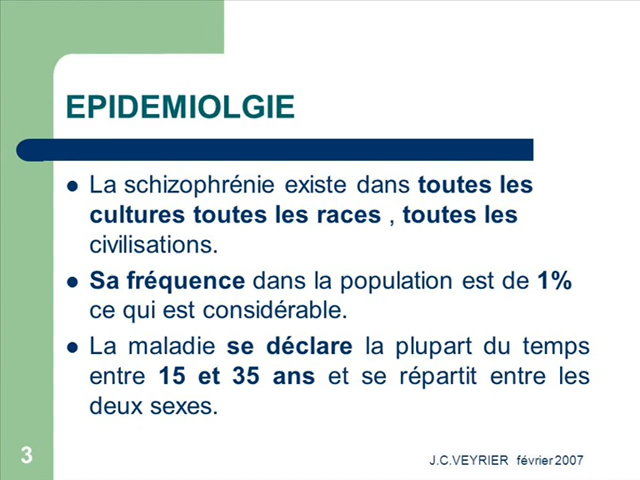 EPIDEMIOLGIE
La schizophrénie existe dans toutes les
cultures toutes les races , toutes les
civilisations.
Sa fréquence dans la population est de 1%
ce qui est considérable.
La maladie se déclare la plupart du temps
entre 15 et 35 ans et se répartit entre les
deux sexes.
3
J.C.VEYRIER février 2007